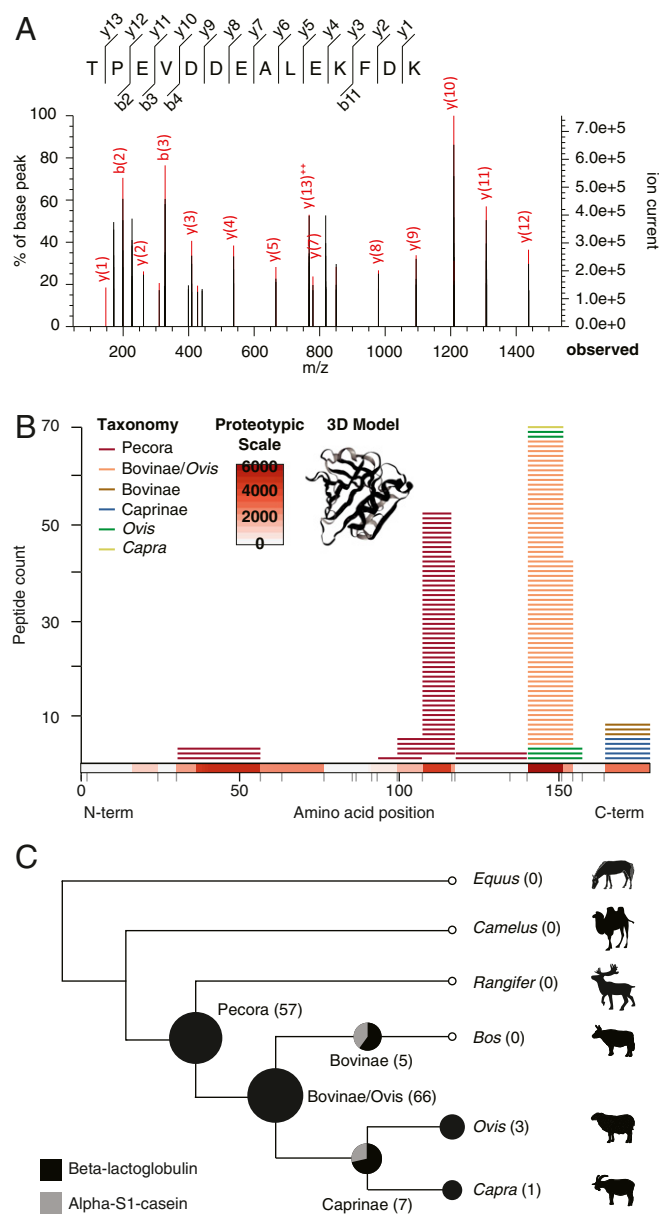 A
y13 y12 y11 y10 y9 y8 y7 y6 y5 y4 y3 y2 y1
T P E V D D E A L E K F D K
b2 b3 b4 b11
100
80
60
40
20
0
% of base peak
y(1)
b(2)
y(2)
b(3)
y(3)
y(4)
y(5)
y(13)++
y(7)
y(8)
y(9)
y(10)
y(11)
y(12)
7.0e+5
6.0e+5
5.0e+5
4.0e+5
3.0e+5
2.0e+5
1.0e+5
0.0e+0
ion current
200 400 600 800 1000 1200 1400
observed
m/z
B
Taxonomy
Pecora
Bovinae/Ovis
Bovinae
Caprinae
Ovis
Capra
Proteotypic
Scale
6000
4000
2000
0
3D Model
70
50
30
10
Peptide count
0 50 100 150
N-term
Amino acid position
C-term
C
Equus (0)
Camelus (0)
Rangifer (0)
Pecora (57)
Bos (0)
Bovinae (5)
Bovinae/Ovis (66)
Ovis (3)
Caprinae (7)
Capra (1)
Beta-lactoglobulin
Alpha-S1-casein